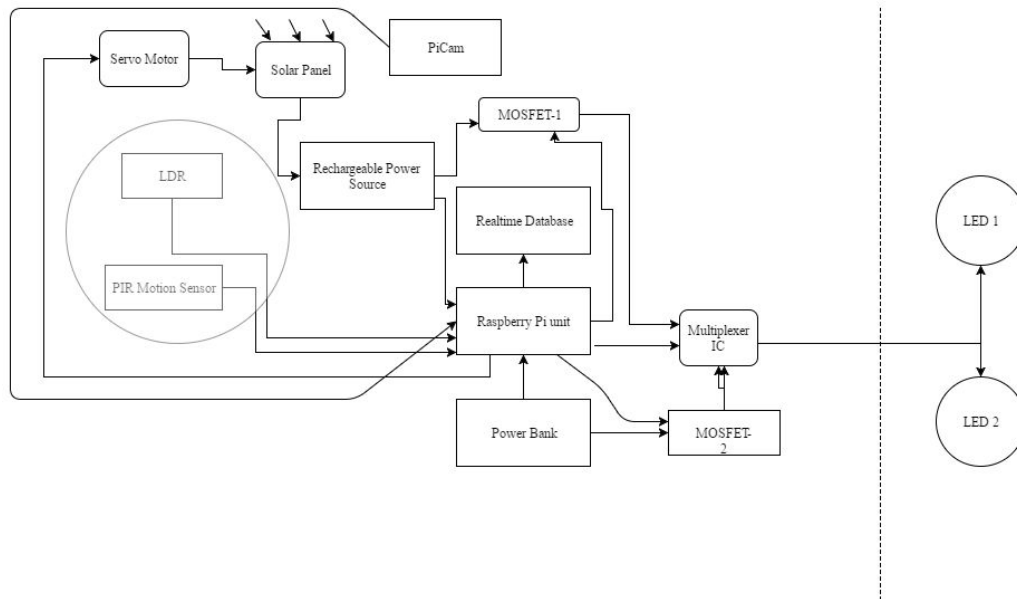 PiCam
Servo Motor
Solar Panel
MOSFET-1
LDR
Rechargeable Power
Source
Realtime Database
LED 1
PIR Motion Sensor
Raspberry Pi unit
Multiplexer
IC
Power Bank
MOSFET-
2
LED 2